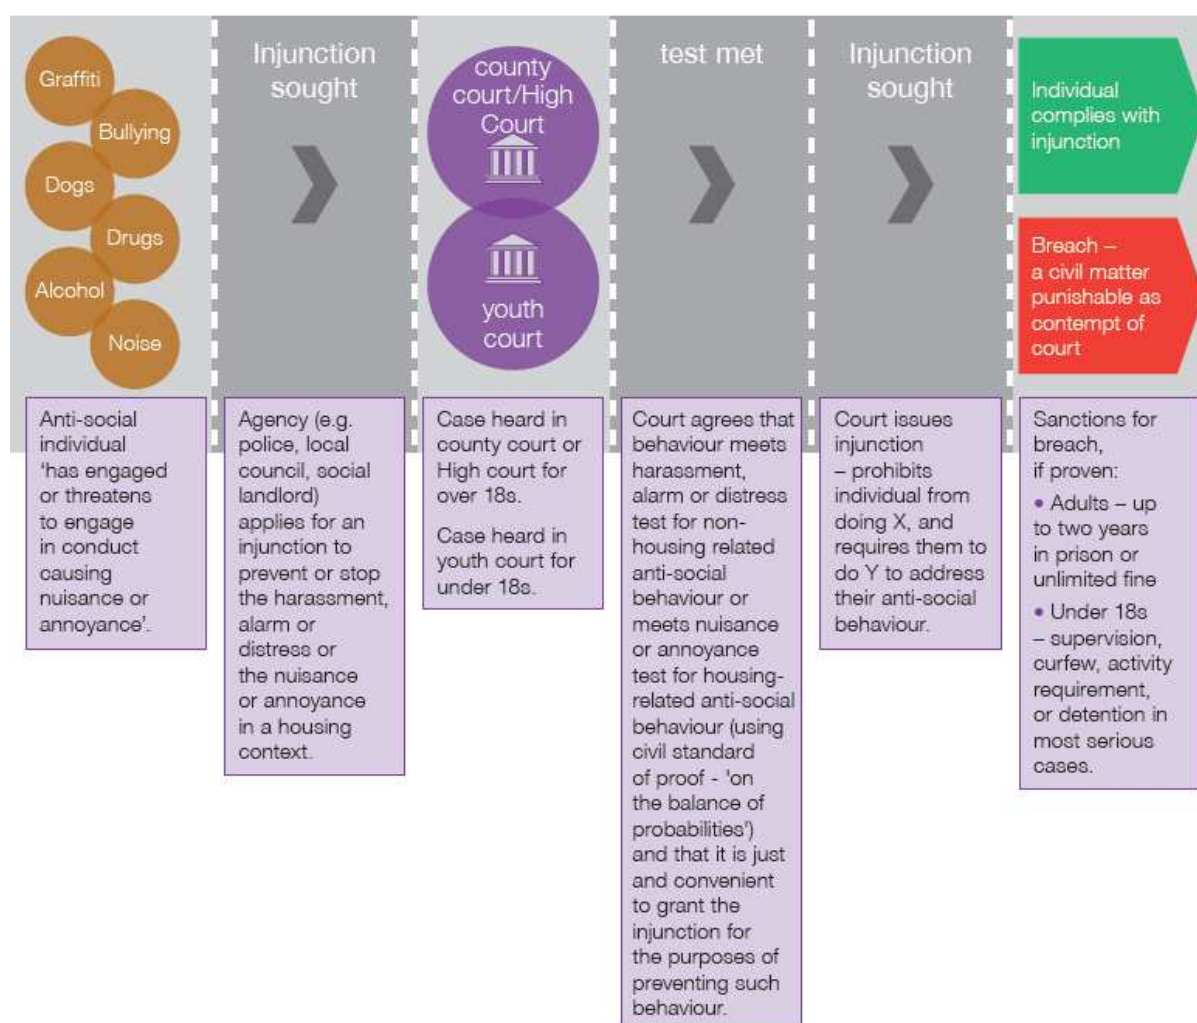 Graffiti
Bullying
Dogs
Drugs
Alcohol
Noise
Injunction
sought
county
court/High
Court
youth
court
test met
Injunction
sought
Individual
complies with
injunction
Breach –
a civil matter
punishable as
contempt of
court
Anti-social
individual
‘has engaged
or threatens
to engage
in conduct
causing
nuisance or
annoyance’.
Agency (e.g.
police, local
council, social
landlord)
applies for an
injunction to
prevent or stop
the harassment,
alarm or
distress or
the nuisance
or annoyance
in a housing
context.
Case heard in
county court or
High court for
over 18s.
Case heard in
youth court for
under 18s.
Court agrees that
behaviour meets
harassment,
alarm or distress
test for non-
housing related
anti-social
behaviour or
meets nuisance
or annoyance
test for housing-
related anti-social
behaviour (using
civil standard
of proof - 'on
the balance of
probabilities')
and that it is just
and convenient
to grant the
injunction for
the purposes of
preventing such
behaviour.
Court issues
injunction
– prohibits
individual from
doing X, and
requires them to
do Y to address
their anti-social
behaviour.
Sanctions for
breach,
if proven:
• Adults – up
to two years
in prison or
unlimited fine
• Under 18s
– supervision,
curfew, activity
requirement,
or detention in
most serious
cases.